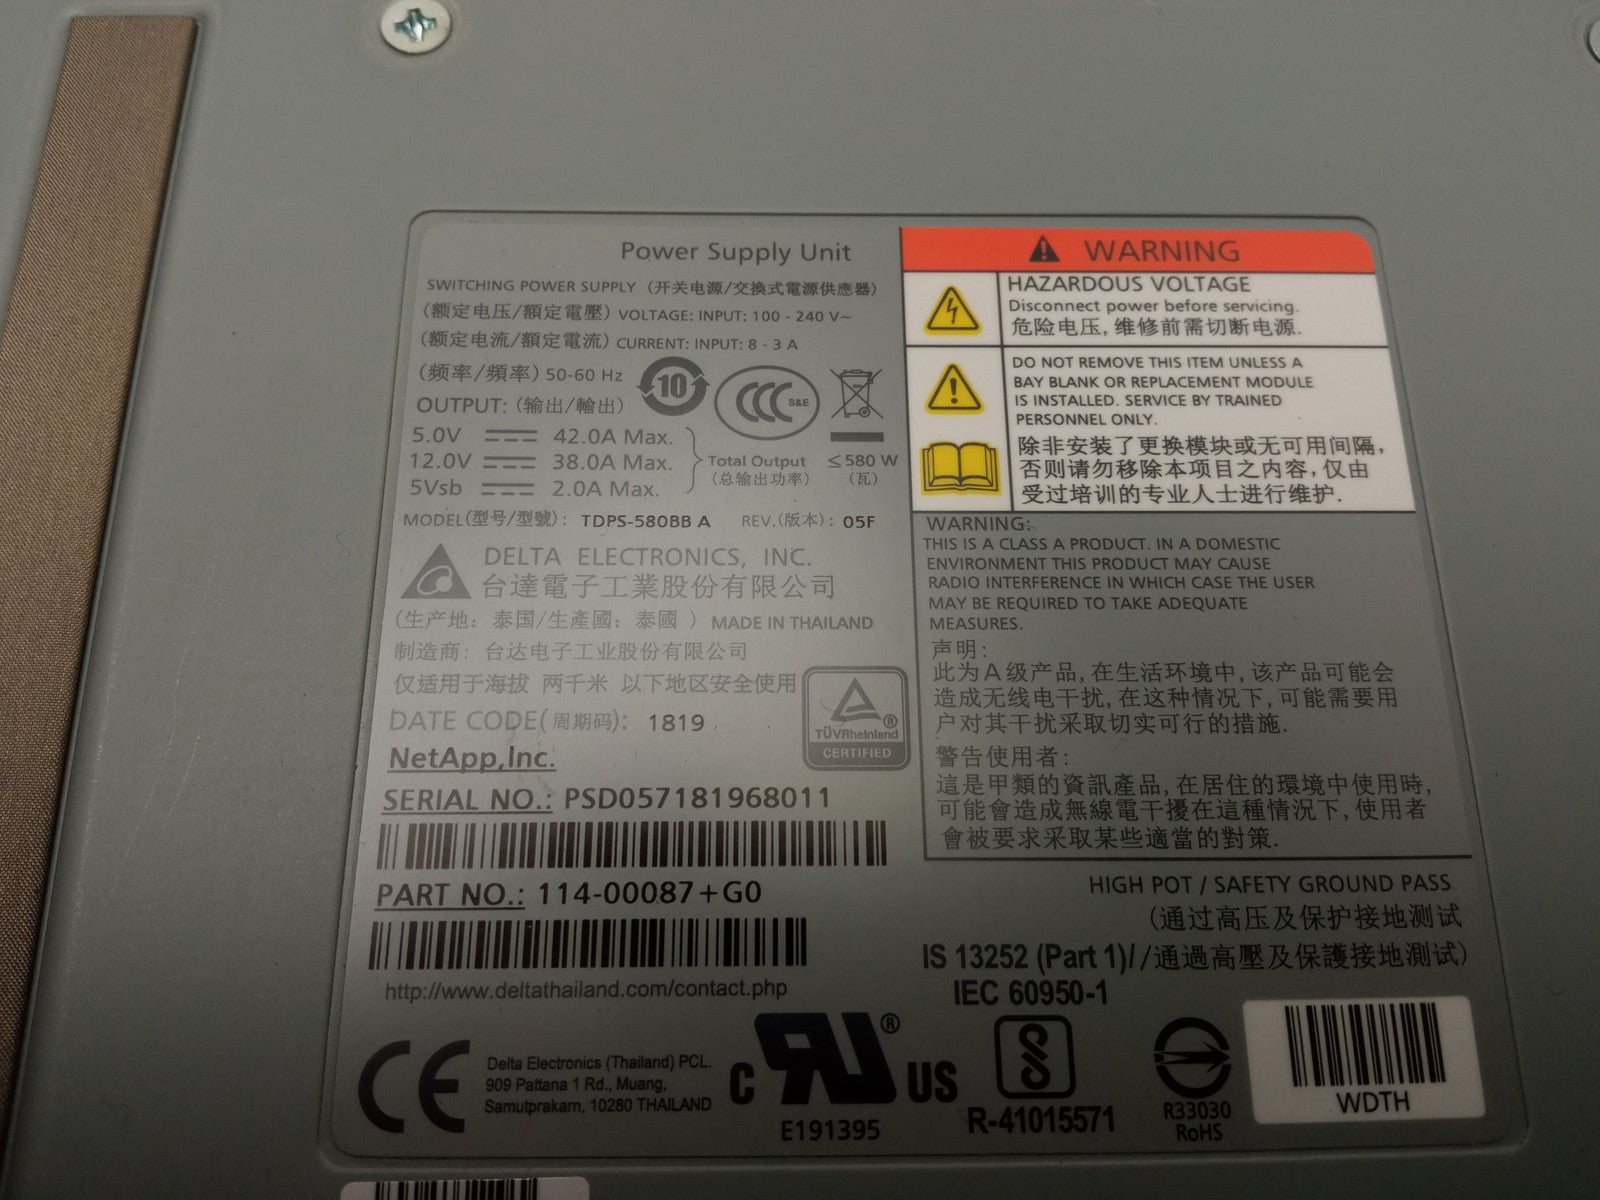 Power Supply Unit
SWITCHING POWER SUPPLY (开关电源/交换式電源供應器)
(额定电压/額定電壓) VOLTAGE: INPUT: 100 - 240 V~
(额定电流/額定電流) CURRENT: INPUT: 8 - 3 A
(频率/頻率) 50-60 Hz
OUTPUT: (输出/輸出)
10
S&E
5.0V 42.0A Max.
12.0V 38.0A Max.
5Vsb 2.0A Max.
Total Output ≤580 W
(总输出功率) (瓦)
MODEL(型号/型號): TDPS-580BB A REV.(版本): 05F
DELTA ELECTRONICS, INC.
台達電子工業股份有限公司
(生产地: 泰国/生產國: 泰國 ) MADE IN THAILAND
制造商: 台达电子工业股份有限公司
仅适用于海拔 两千米 以下地区安全使用
DATE CODE(周期码): 1819
TÜVRheinland®
CERTIFIED
NetApp,Inc.
SERIAL NO.: PSD057181968011
PART NO.: 114-00087+G0
http://www.deltathailand.com/contact.php
CE
Delta Electronics (Thailand) PCL.
909 Pattana 1 Rd., Muang,
Samutprakarn, 10280 THAILAND
WARNING
HAZARDOUS VOLTAGE
Disconnect power before servicing.
危险电压, 维修前需切断电源.
DO NOT REMOVE THIS ITEM UNLESS A
BAY BLANK OR REPLACEMENT MODULE
IS INSTALLED. SERVICE BY TRAINED
PERSONNEL ONLY.
除非安装了更换模块或无可用间隔,
否则请勿移除本项目之内容, 仅由
受过培训的专业人士进行维护.
WARNING:
THIS IS A CLASS A PRODUCT. IN A DOMESTIC
ENVIRONMENT THIS PRODUCT MAY CAUSE
RADIO INTERFERENCE IN WHICH CASE THE USER
MAY BE REQUIRED TO TAKE ADEQUATE
MEASURES.
声明:
此为A级产品, 在生活环境中, 该产品可能会
造成无线电干扰, 在这种情况下, 可能需要用
户对其干扰采取切实可行的措施.
警告使用者:
這是甲類的資訊產品, 在居住的環境中使用時,
可能會造成無線電干擾在這種情況下, 使用者
會被要求采取某些適當的對策.
HIGH POT / SAFETY GROUND PASS
(通过高压及保护接地测试
IS 13252 (Part 1)/ /通過高壓及保護接地測試)
IEC 60950-1
C UR® US
E191395
R-41015571
R33030
RoHS
WDTH